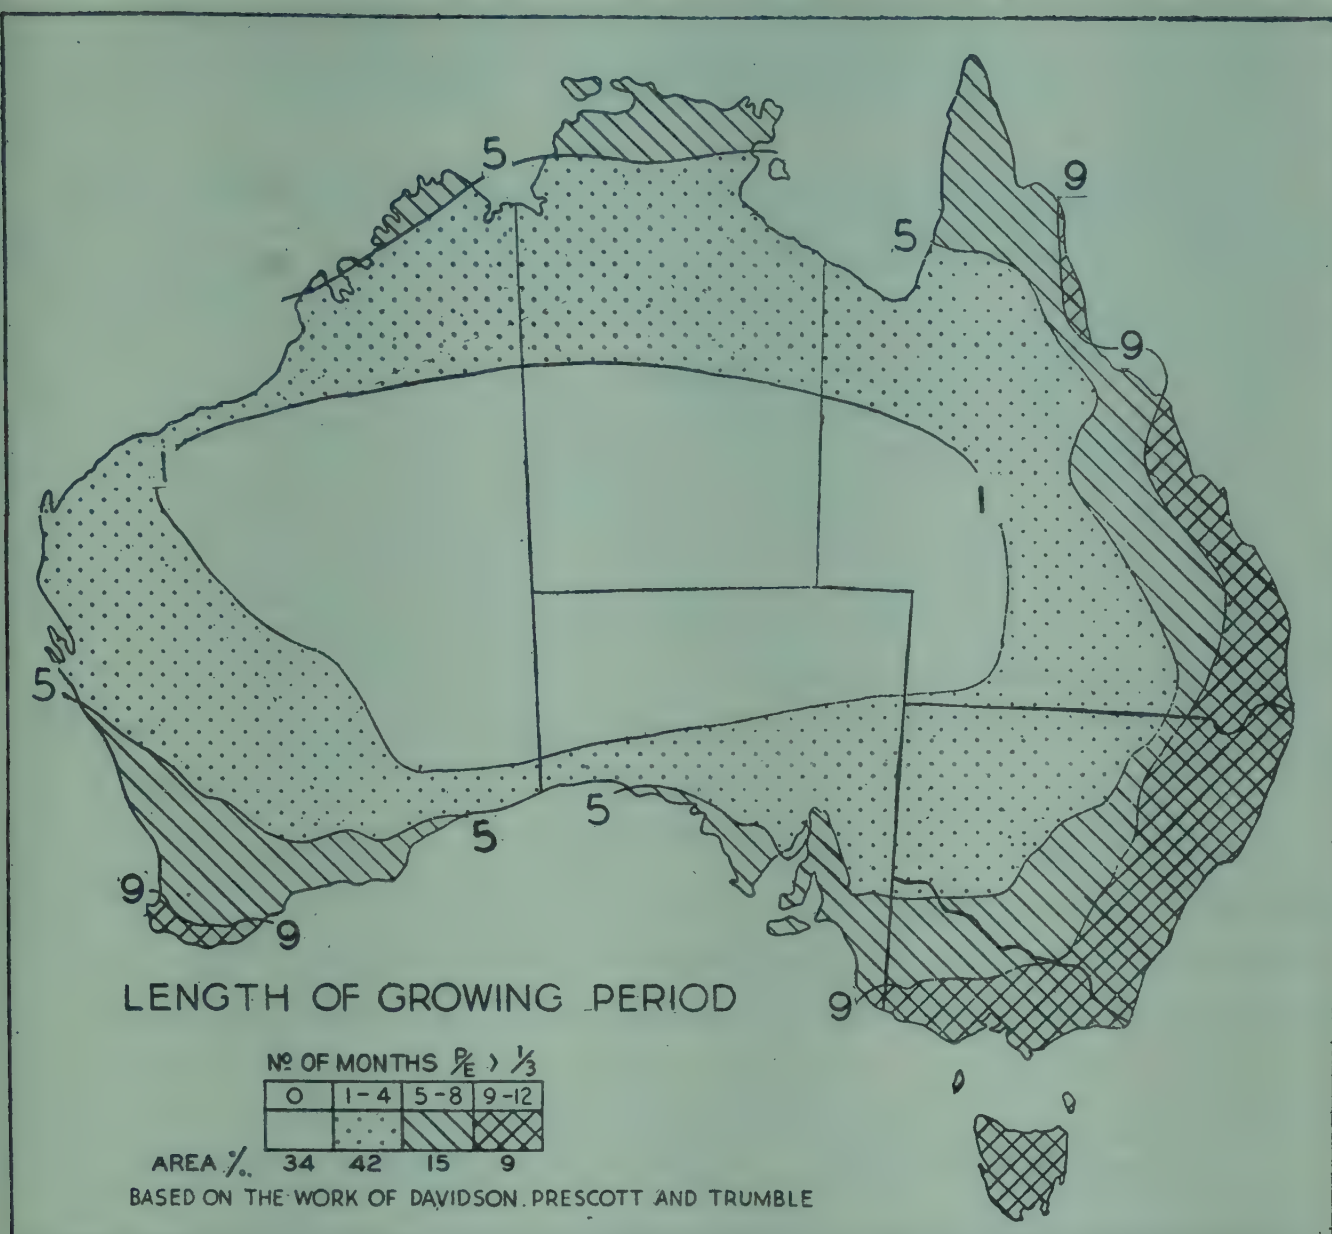 5
9
5
9
1
1
5
5
5
9
9
9
LENGTH OF GROWING PERIOD
Nº OF MONTHS P/E > 1/3
0 1-4 5-8 9-12
AREA %. 34 42 15 9
BASED ON THE WORK OF DAVIDSON. PRESCOTT AND TRUMBLE